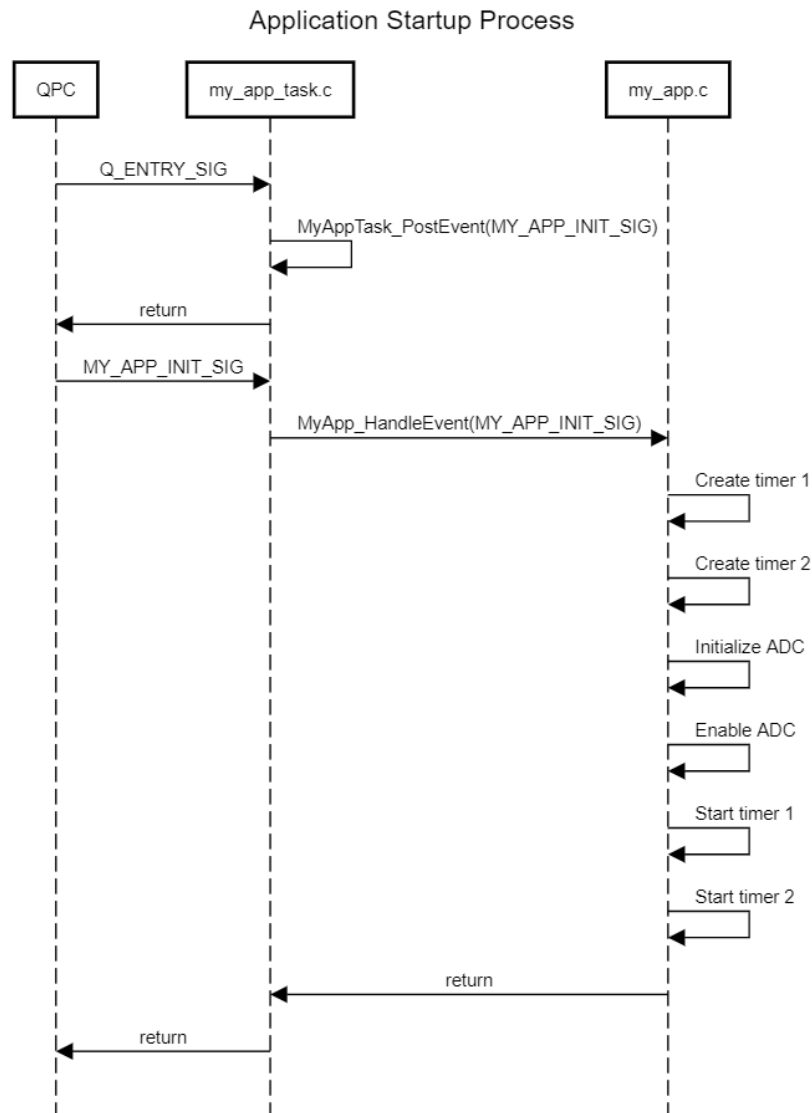 Application Startup Process
QPC
my_app_task.c
my_app.c
Q_ENTRY_SIG
MyAppTask_PostEvent(MY_APP_INIT_SIG)
return
MY_APP_INIT_SIG
MyApp_HandleEvent(MY_APP_INIT_SIG)
Create timer 1
Create timer 2
Initialize ADC
Enable ADC
Start timer 1
Start timer 2
return
return